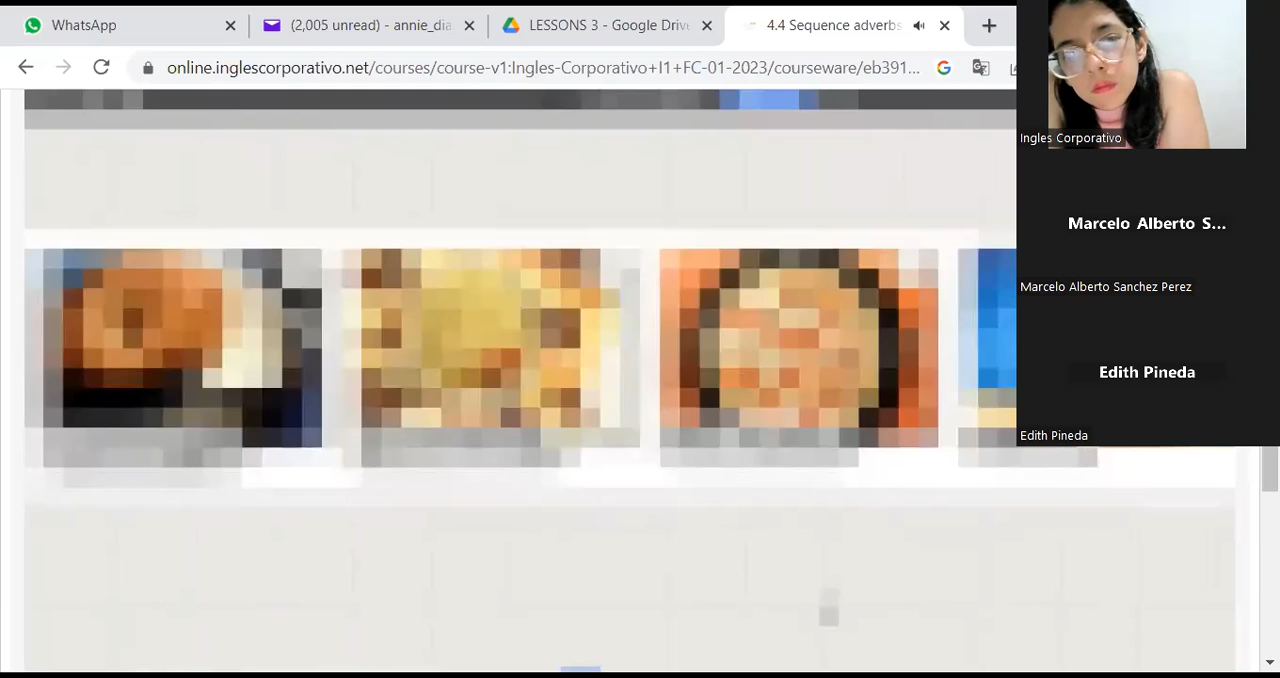 WhatsApp
(2,005 unread) - annie_dia
LESSONS 3 - Google Drive
4.4 Sequence adverbs
online.inglescorporativo.net/courses/course-v1:Ingles-Corporativo+I1+FC-01-2023/courseware/eb391...
Ingles Corporativo
Marcelo Alberto S...
Marcelo Alberto Sanchez Perez
Edith Pineda
Edith Pineda